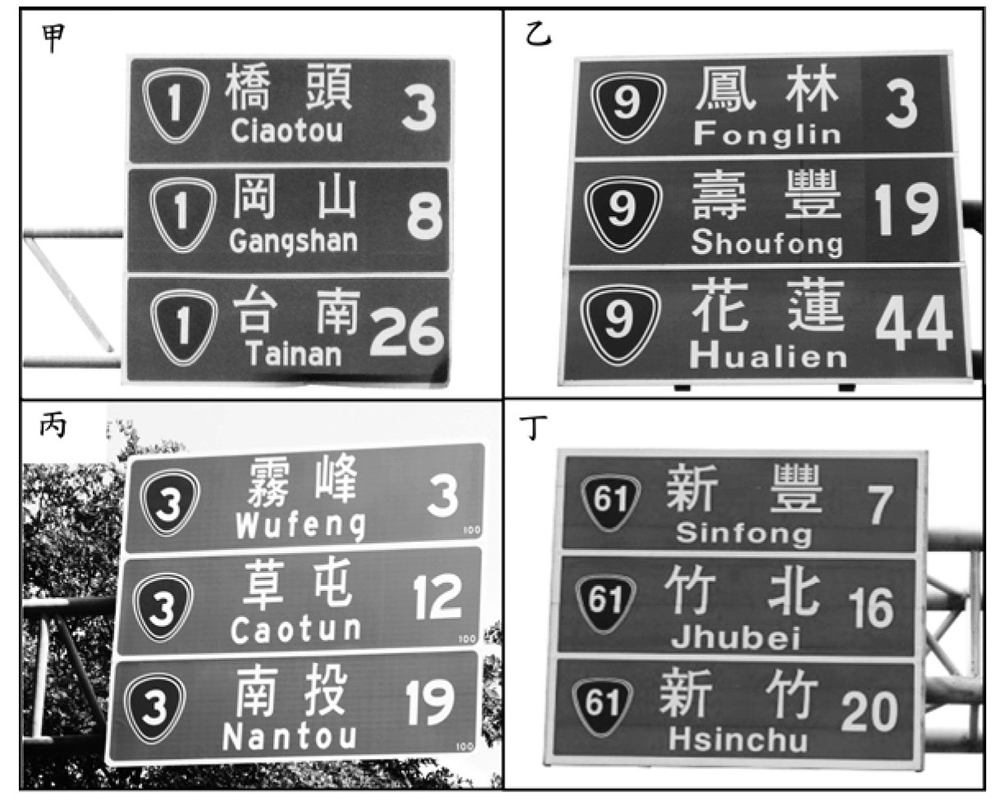 甲
1 橋頭 3
Ciaotou
1 岡山 8
Gangshan
1 台南 26
Tainan
乙
9 鳳林 3
Fonglin
9 壽豐 19
Shoufong
9 花蓮 44
Hualien
丙
3 霧峰 3
Wufeng
100
3 草屯 12
Caotun
100
3 南投 19
Nantou
100
丁
61 新豐 7
Sinfong
61 竹北 16
Jhubei
61 新竹 20
Hsinchu